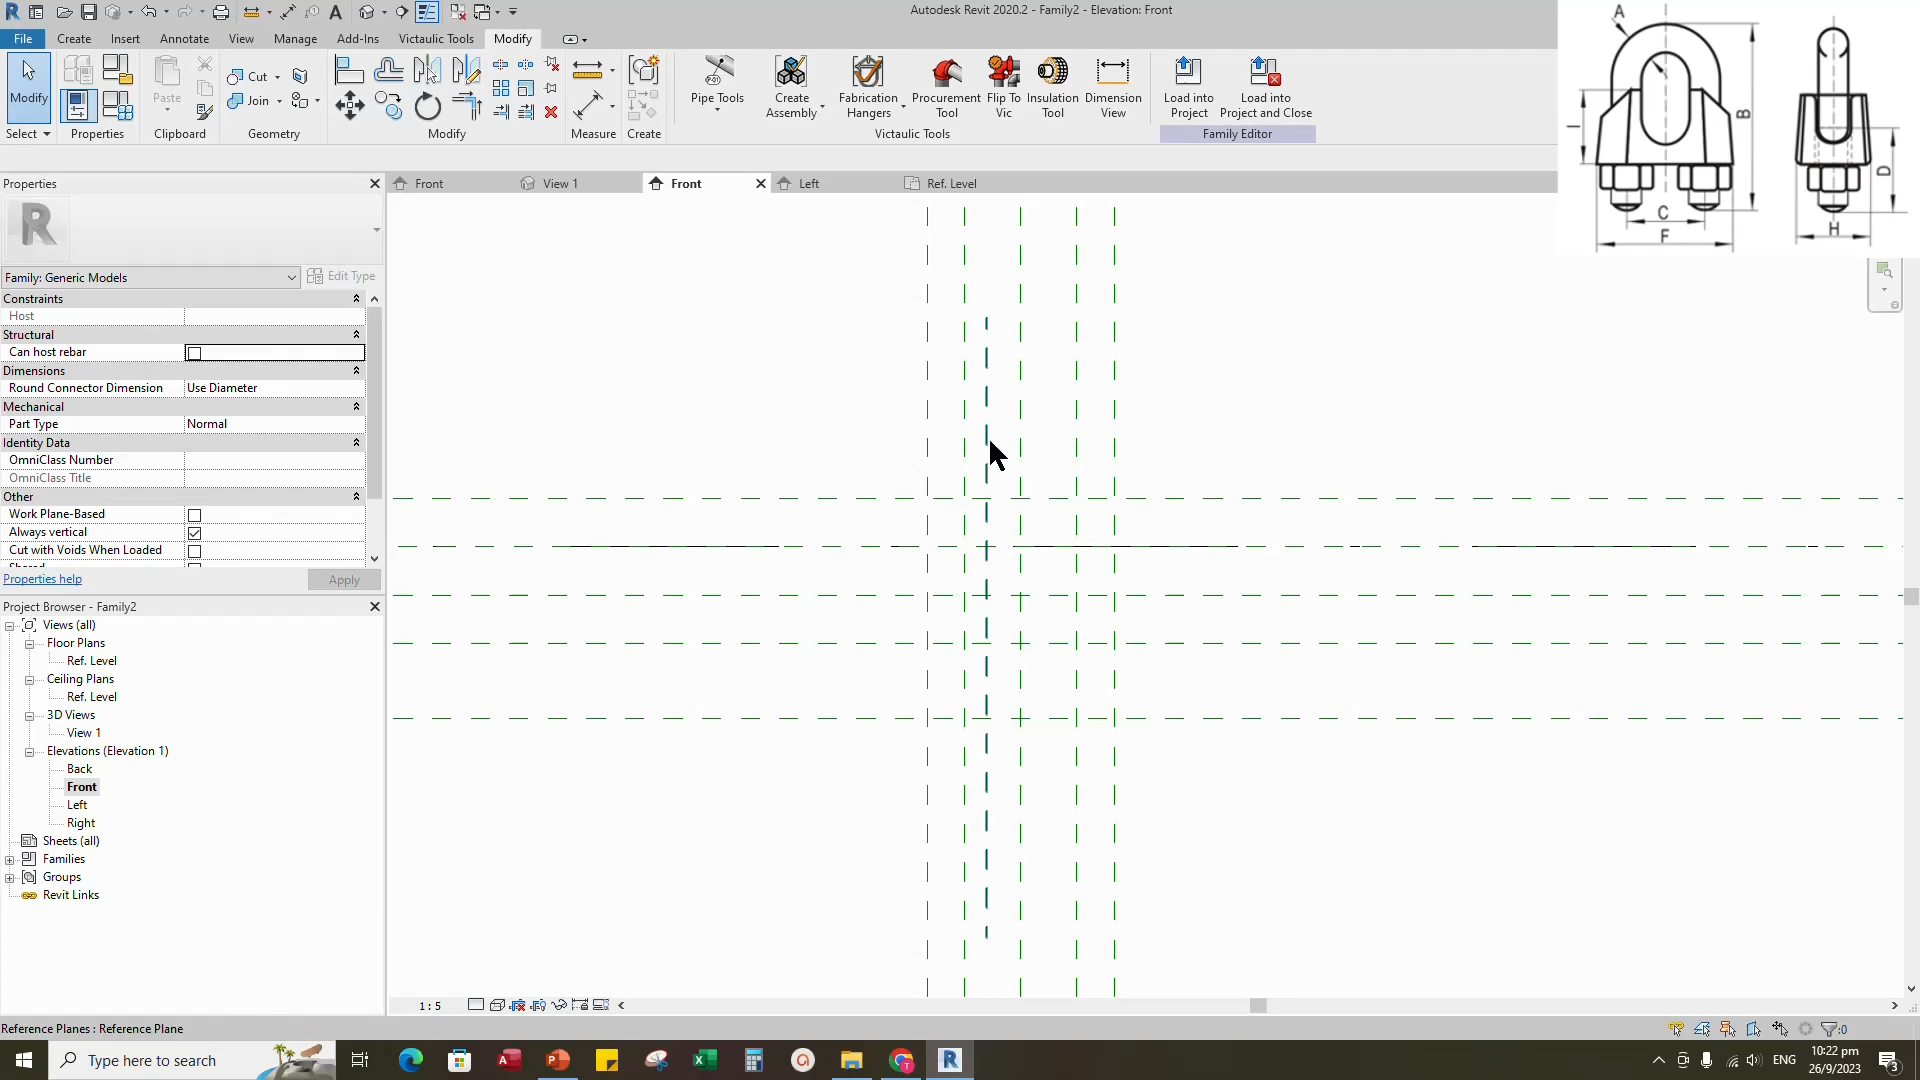 Autodesk Revit 2020.2 - Family2 - Elevation: Front
File Create Insert Annotate View Manage Add-Ins Victaulic Tools Modify
Modify
Paste
Cut
Join
Pipe Tools
Create Assembly
Fabrication Hangers
Procurement Tool
Flip To Vic
Insulation Tool
Dimension View
Load into Project
Load into Project and Close
Select Properties Clipboard Geometry Modify Measure Create Victaulic Tools Family Editor
A
B
I
C
F
D
H
Properties
Front
View 1
Front
Left
Ref. Level
Family: Generic Models
Edit Type
Constraints
Host
Structural
Can host rebar
Dimensions
Round Connector Dimension Use Diameter
Mechanical
Part Type Normal
Identity Data
OmniClass Number
OmniClass Title
Other
Work Plane-Based
Always vertical
Cut with Voids When Loaded
Shared
Properties help
Apply
Project Browser - Family2
Views (all)
Floor Plans
Ref. Level
Ceiling Plans
Ref. Level
3D Views
View 1
Elevations (Elevation 1)
Back
Front
Left
Right
Sheets (all)
Families
Groups
Revit Links
1 : 5
Reference Planes : Reference Plane
:0
Type here to search
ENG
10:22 pm
26/9/2023
3